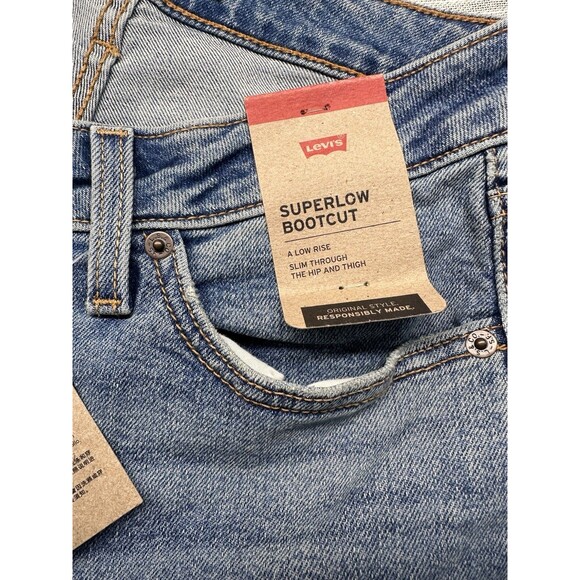 LEVI'S
SUPERLOW
BOOTCUT
A LOW RISE
SLIM THROUGH
THE HIP AND THIGH
ORIGINAL STYLE.
RESPONSIBLY MADE.